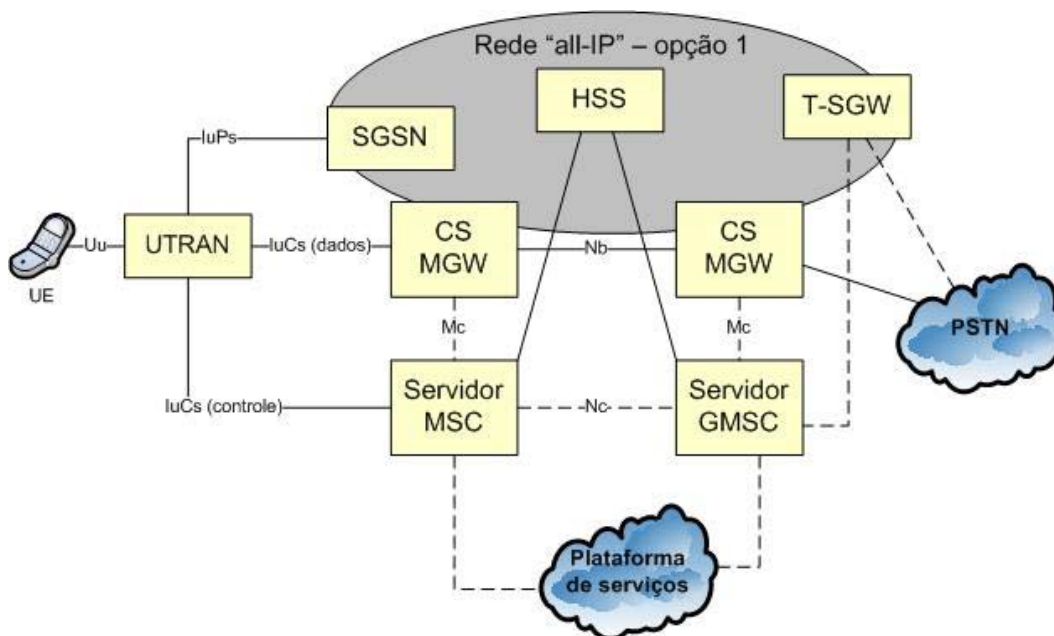 Rede “all-IP” – opção 1
HSS
T-SGW
SGSN
IuPs
UE
Uu
UTRAN
IuCs (dados)
CS
MGW
Nb
CS
MGW
PSTN
Mc
Mc
IuCs (controle)
Servidor
MSC
Nc
Servidor
GMSC
Plataforma
de serviços